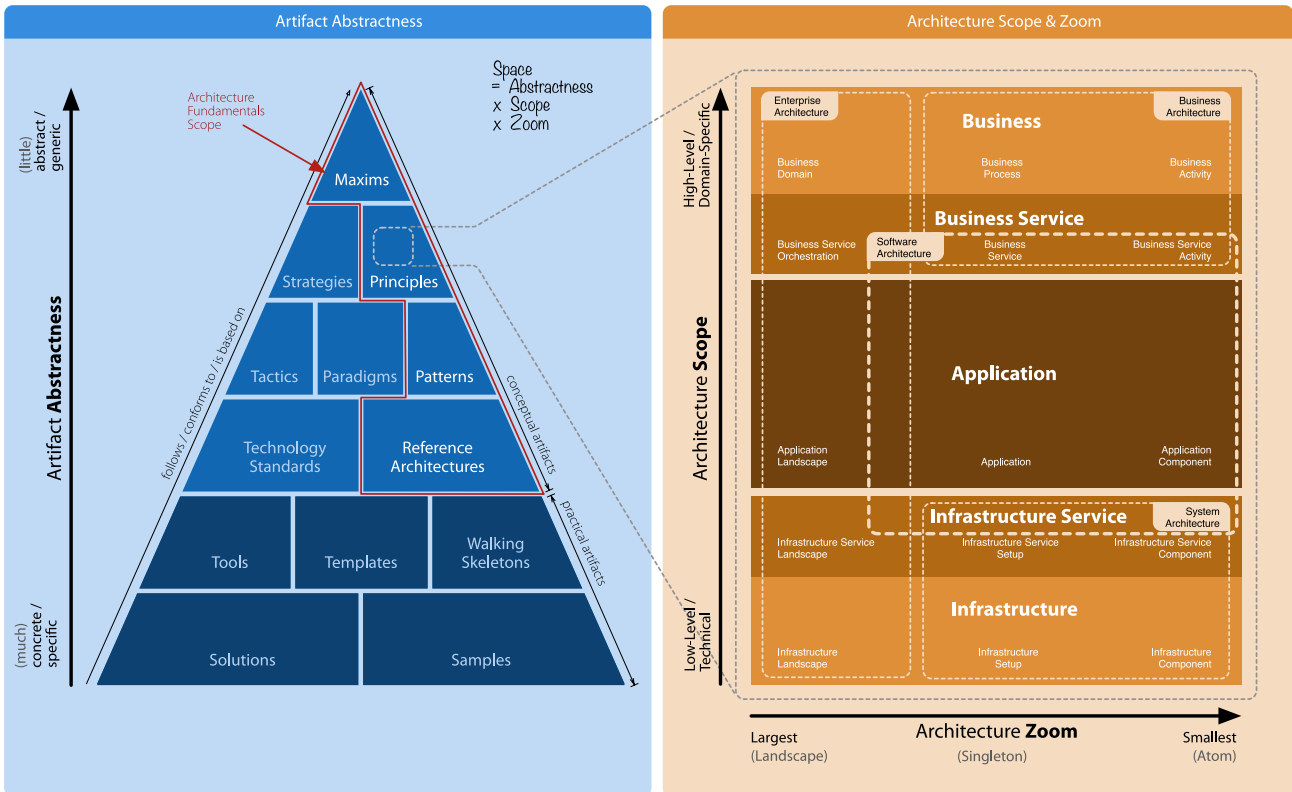 Artifact Abstractness
Space
= Abstractness
x Scope
x Zoom
Architecture
Fundamentals
Scope
(little)
abstract /
generic
Artifact Abstractness
(much)
concrete /
specific
follows / conforms to / is based on
conceptual artifacts
practical artifacts
Maxims
Strategies
Principles
Tactics
Paradigms
Patterns
Technology
Standards
Reference
Architectures
Tools
Templates
Walking
Skeletons
Solutions
Samples
Architecture Scope & Zoom
High-Level /
Domain-Specific
Architecture Scope
Low-Level /
Technical
Enterprise
Architecture
Business
Business
Architecture
Business
Domain
Business
Process
Business
Activity
Business Service
Business Service
Orchestration
Software
Architecture
Business
Service
Business Service
Activity
Application
Application
Landscape
Application
Application
Component
Infrastructure Service
System
Architecture
Infrastructure Service
Landscape
Infrastructure Service
Setup
Infrastructure Service
Component
Infrastructure
Infrastructure
Landscape
Infrastructure
Setup
Infrastructure
Component
Architecture Zoom
Largest
(Landscape)
(Singleton)
Smallest
(Atom)